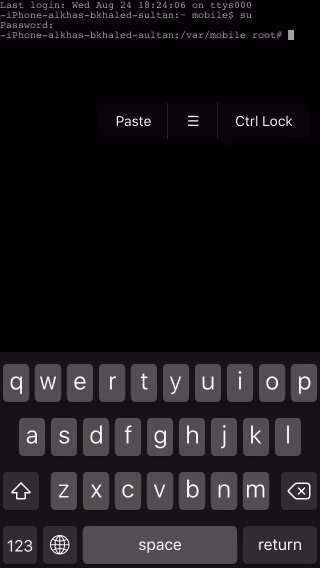 Last login: Wed Aug 24 18:24:06 on ttys000
-iPhone-alkhas-bkhaled-sultan:~ mobile$ su
Password:
-iPhone-alkhas-bkhaled-sultan:/var/mobile root#
Paste ☰ Ctrl Lock
q w e r t y u i o p
a s d f g h j k l
z x c v b n m
123 space return